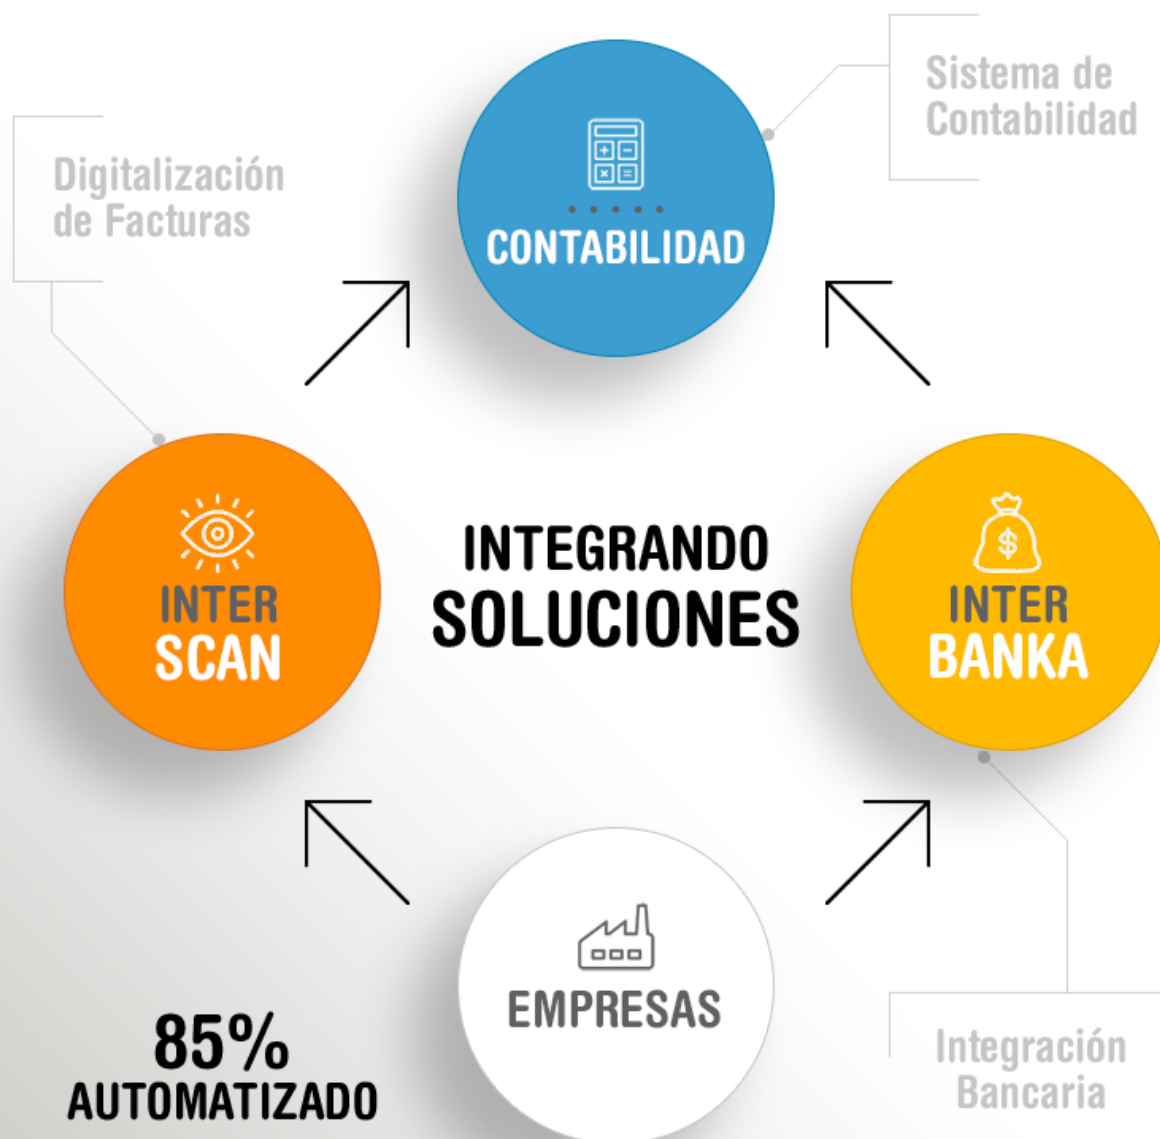 Sistema de
Contabilidad
Digitalización
de Facturas
CONTABILIDAD
INTEGRANDO
SOLUCIONES
INTER
SCAN
INTER
BANKA
EMPRESAS
85%
AUTOMATIZADO
Integración
Bancaria